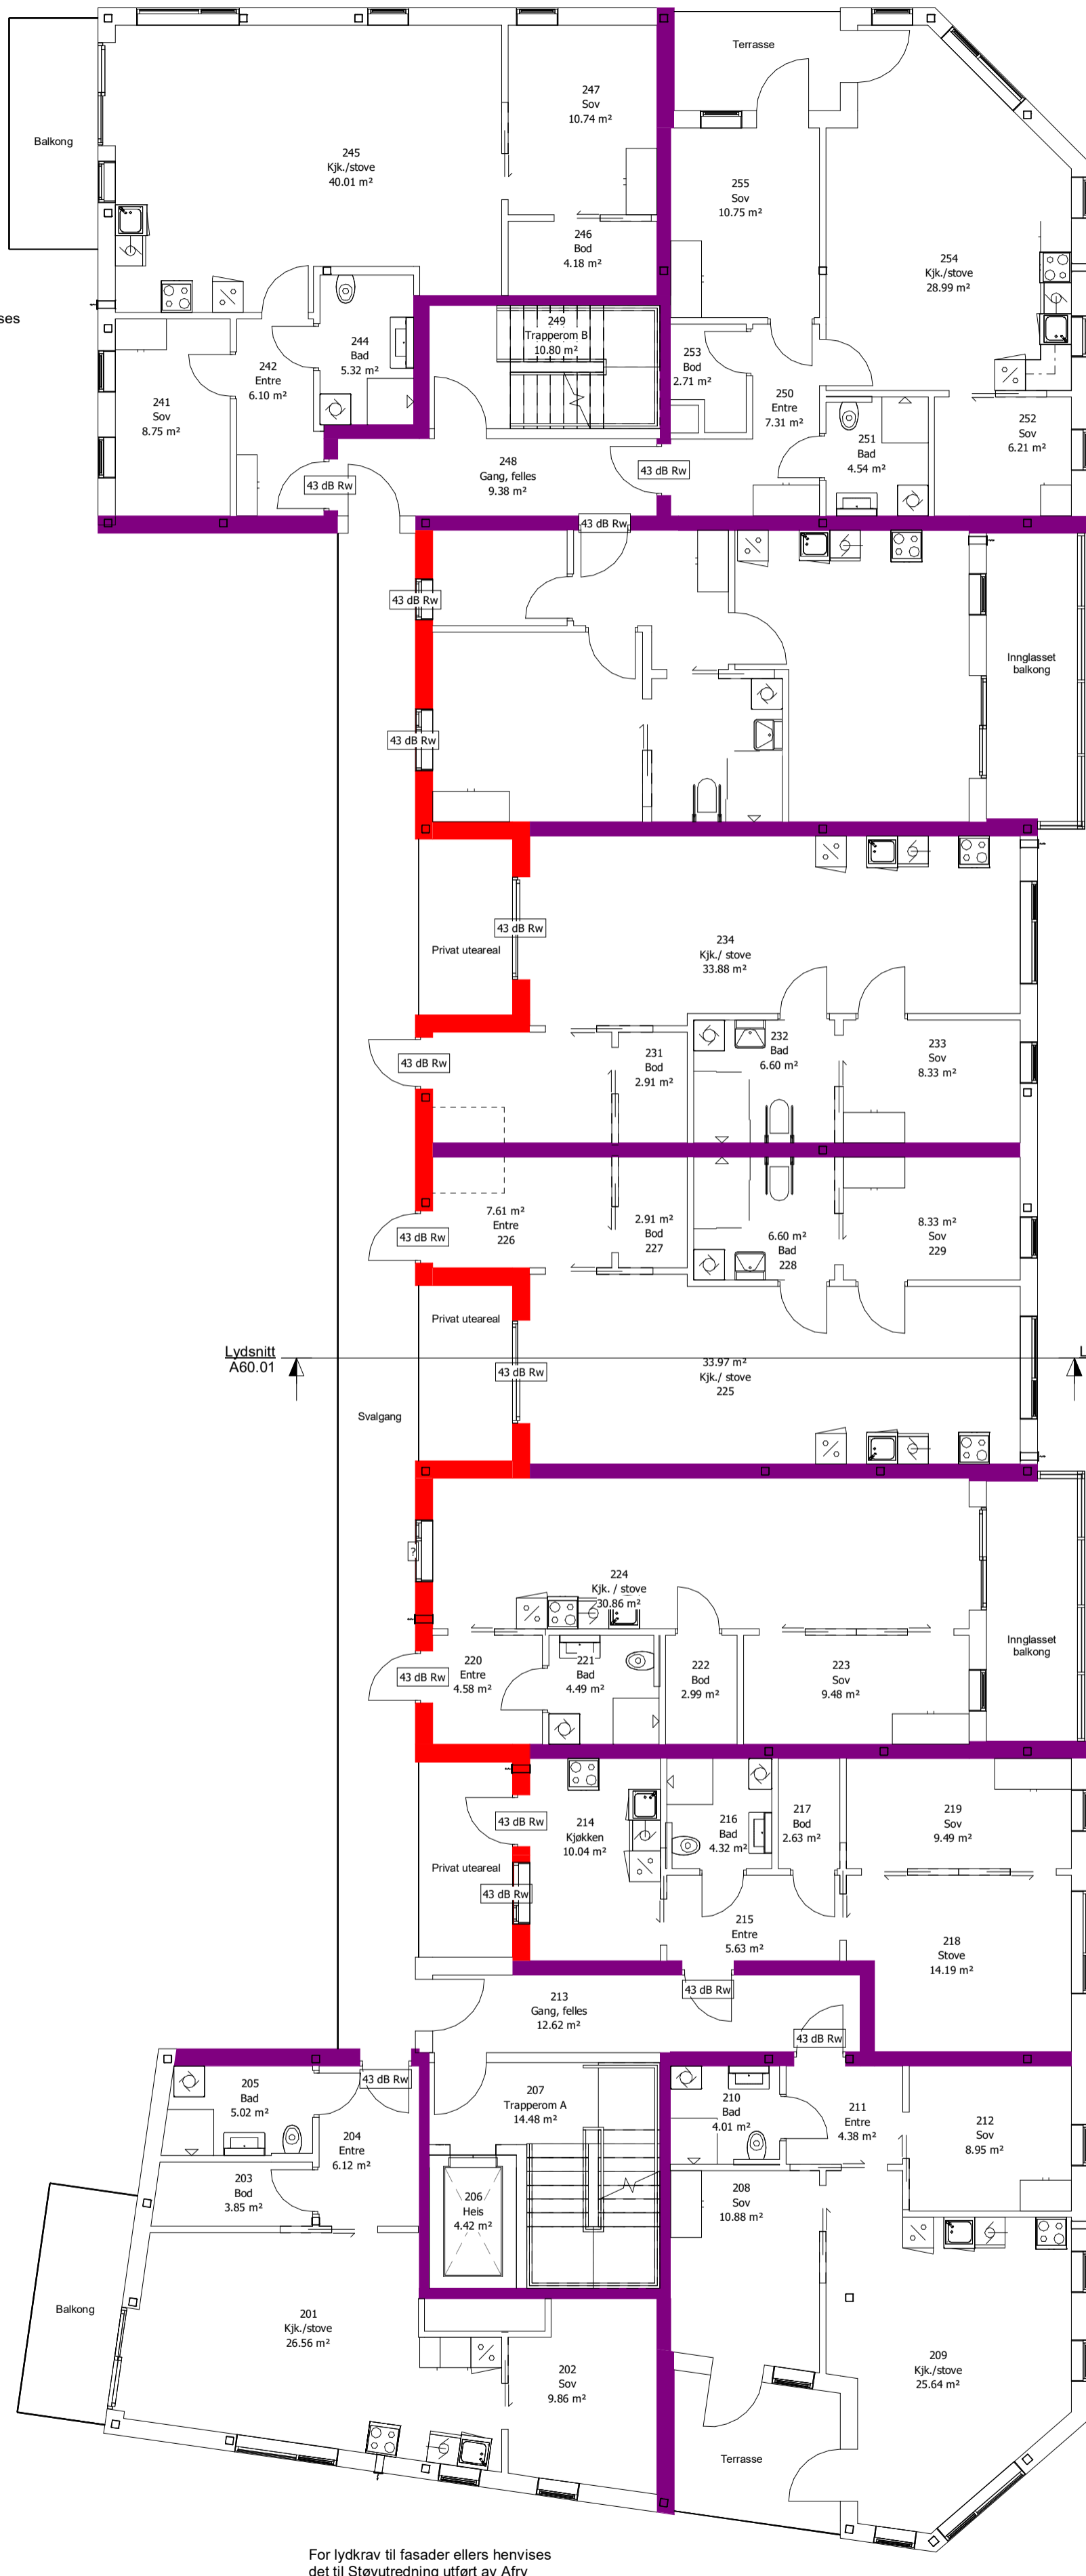 Terrasse
247
Sov
10.74 m²
Balkong
245
Kjk./stove
40.01 m²
255
Sov
10.75 m²
246
Bod
4.18 m²
254
Kjk./stove
28.99 m²
ses
249
Trapperom B
10.80 m²
244
Bad
5.32 m²
253
Bod
2.71 m²
242
Entre
6.10 m²
241
Sov
8.75 m²
250
Entre
7.31 m²
252
Sov
6.21 m²
251
Bad
4.54 m²
248
Gang, felles
9.38 m²
43 dB Rw
43 dB Rw
43 dB Rw
43 dB Rw
Innglasset
balkong
43 dB Rw
43 dB Rw
Privat uteareal
234
Kjk./ stove
33.88 m²
43 dB Rw
231
Bod
2.91 m²
232
Bad
6.60 m²
233
Sov
8.33 m²
7.61 m²
Entre
226
2.91 m²
Bod
227
6.60 m²
Bad
228
8.33 m²
Sov
229
43 dB Rw
Privat uteareal
Lydsnitt
A60.01
L
43 dB Rw
33.97 m²
Kjk./ stove
225
Svalgang
?
224
Kjk. / stove
30.86 m²
Innglasset
balkong
43 dB Rw
220
Entre
4.58 m²
221
Bad
4.49 m²
222
Bod
2.99 m²
223
Sov
9.48 m²
43 dB Rw
214
Kjøkken
10.04 m²
216
Bad
4.32 m²
217
Bod
2.63 m²
219
Sov
9.49 m²
Privat uteareal
43 dB Rw
215
Entre
5.63 m²
218
Stove
14.19 m²
43 dB Rw
213
Gang, felles
12.62 m²
43 dB Rw
43 dB Rw
205
Bad
5.02 m²
207
Trapperom A
14.48 m²
210
Bad
4.01 m²
211
Entre
4.38 m²
212
Sov
8.95 m²
204
Entre
6.12 m²
203
Bod
3.85 m²
206
Heis
4.42 m²
208
Sov
10.88 m²
Balkong
201
Kjk./stove
26.56 m²
202
Sov
9.86 m²
209
Kjk./stove
25.64 m²
Terrasse
For lydkrav til fasader ellers henvises
det til Støyutredning utført av Afry